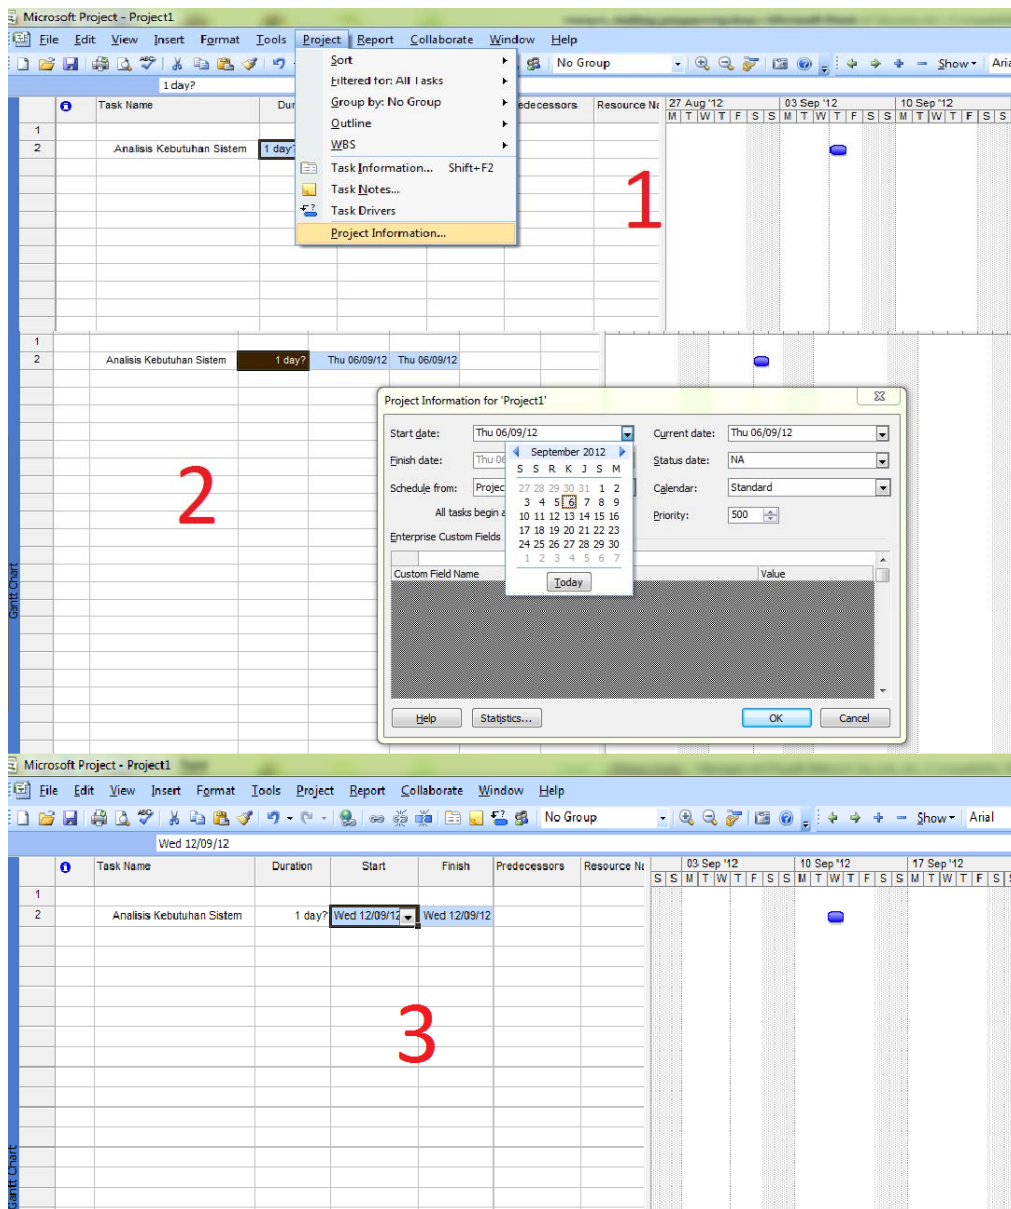 Microsoft Project - Project1
File Edit View Insert Format Tools Project Report Collaborate Window Help
No Group Show Aria
1 day?
Task Name Dur edecessors Resource Na 27 Aug '12 03 Sep '12 10 Sep '12
M T W T F S S M T W T F S S M T W T F S S
1
2 Analisis Kebutuhan Sistem 1 day?
Sort
Filtered for: All Tasks
Group by: No Group
Outline
WBS
Task Information... Shift+F2
Task Notes...
Task Drivers
Project Information...
1
1
2 Analisis Kebutuhan Sistem 1 day? Thu 06/09/12 Thu 06/09/12
2
Gantt Chart
Project Information for 'Project1'
Start date: Thu 06/09/12 Current date: Thu 06/09/12
Finish date: Thu 06 Status date: NA
Schedule from: Projec Calendar: Standard
All tasks begin a Priority: 500
Enterprise Custom Fields
Custom Field Name Value
September 2012
S S R K J S M
27 28 29 30 31 1 2
3 4 5 6 7 8 9
10 11 12 13 14 15 16
17 18 19 20 21 22 23
24 25 26 27 28 29 30
1 2 3 4 5 6 7
Today
Help Statistics... OK Cancel
Microsoft Project - Project1
File Edit View Insert Format Tools Project Report Collaborate Window Help
No Group Show Arial
Wed 12/09/12
Task Name Duration Start Finish Predecessors Resource Na 03 Sep '12 10 Sep '12 17 Sep '12
S S M T W T F S S M T W T F S S M T W T F S
1
2 Analisis Kebutuhan Sistem 1 day? Wed 12/09/12 Wed 12/09/12
3
Gantt Chart